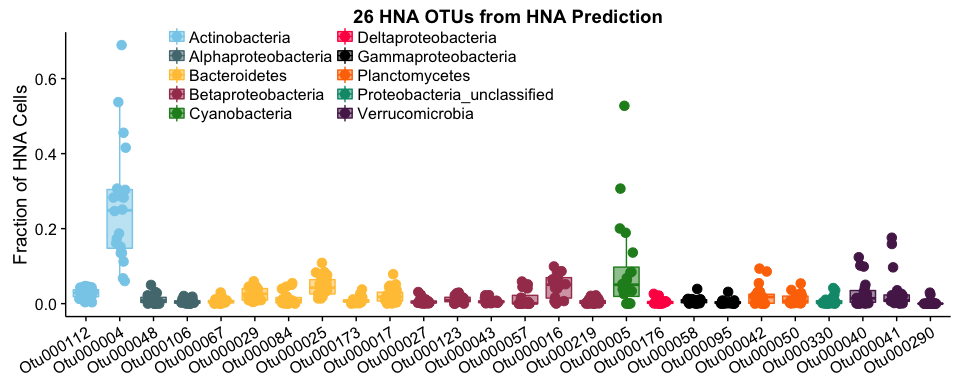 26 HNA OTUs from HNA Prediction
Actinobacteria
Alphaproteobacteria
Bacteroidetes
Betaproteobacteria
Cyanobacteria
Deltaproteobacteria
Gammaproteobacteria
Planctomycetes
Proteobacteria_unclassified
Verrucomicrobia
Fraction of HNA Cells
0.6
0.4
0.2
0.0
Otu000112
Otu000004
Otu000048
Otu000106
Otu000067
Otu000029
Otu000084
Otu000025
Otu000173
Otu000017
Otu000027
Otu000123
Otu000043
Otu000057
Otu000016
Otu000219
Otu000005
Otu000176
Otu000058
Otu000095
Otu000042
Otu000050
Otu000330
Otu000040
Otu000041
Otu000290